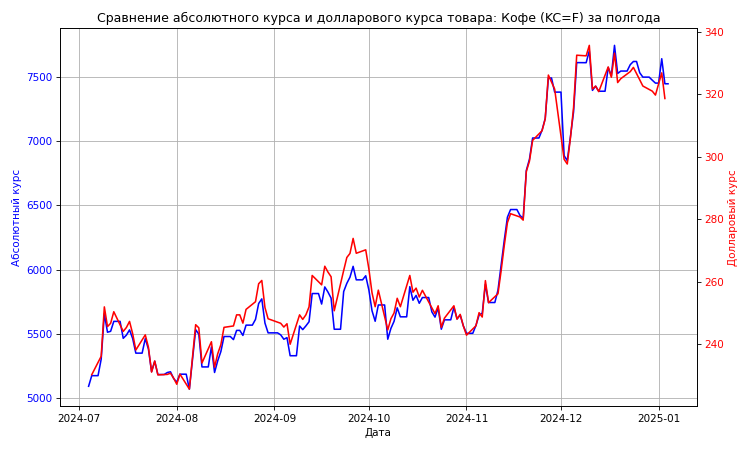 Сравнение абсолютного курса и долларового курса товара: Кофе (KC=F) за полгода
Абсолютный курс
7500
7000
6500
6000
5500
5000
340
320
300
280
260
240
Долларовый курс
2024-07 2024-08 2024-09 2024-10 2024-11 2024-12 2025-01
Дата